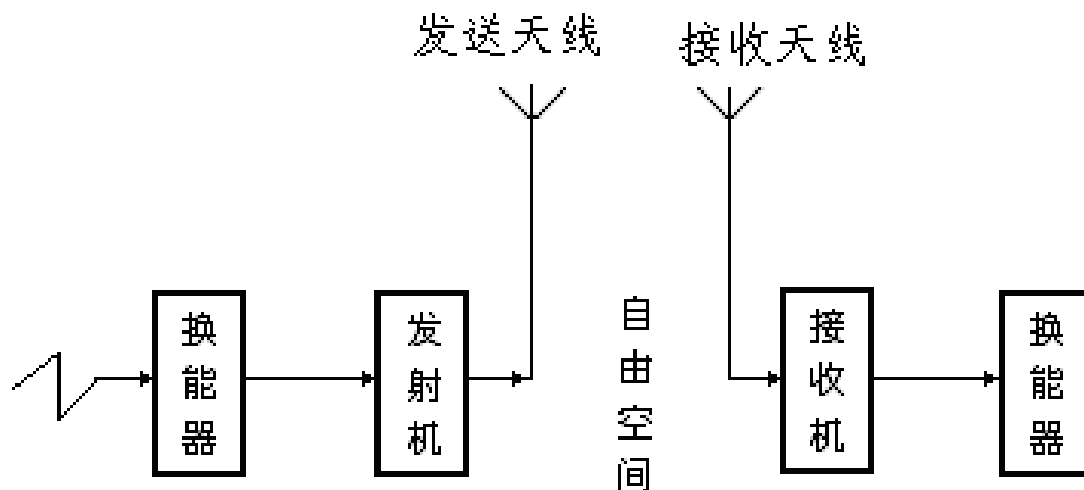 发送天线
接收天线
换能器
发射机
自由空间
接收机
换能器